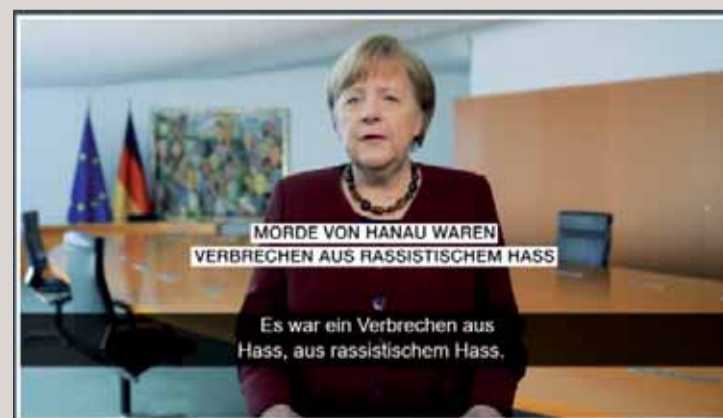 MORDE VON HANAU WAREN
VERBRECHEN AUS RASSISTISCHEM HASS
Es war ein Verbrechen aus
Hass, aus rassistischem Hass.